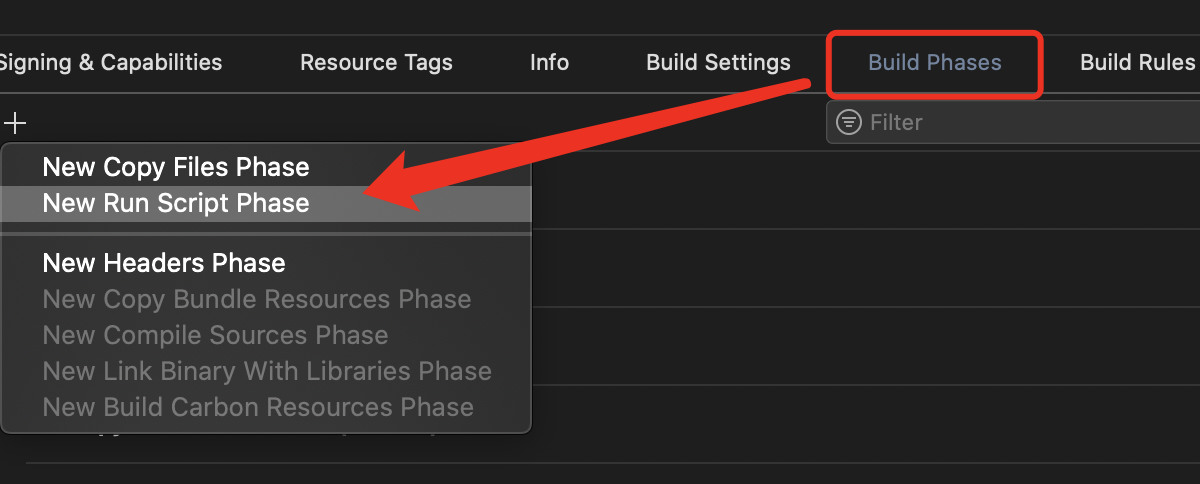 Signing & Capabilities Resource Tags Info Build Settings Build Phases Build Rules
Filter
New Copy Files Phase
New Run Script Phase
New Headers Phase
New Copy Bundle Resources Phase
New Compile Sources Phase
New Link Binary With Libraries Phase
New Build Carbon Resources Phase